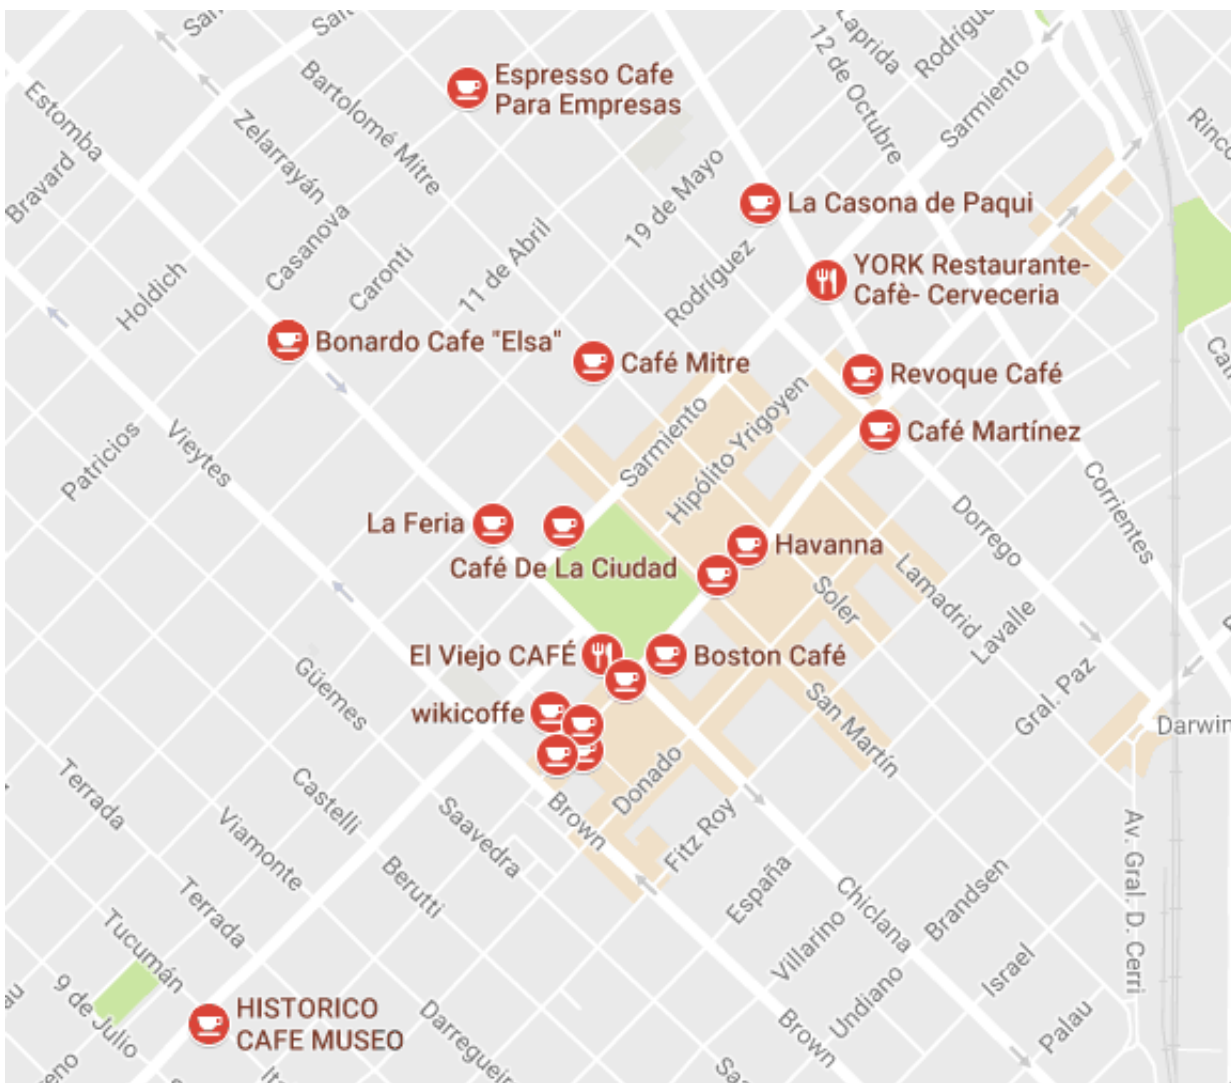 Laprida
Rodrígue
12 de Octubre
Sarmiento
Rinco
Espresso Cafe
Para Empresas
Bartolomé Mitre
Estomba
Zelarrayán
Bravard
19 de Mayo
La Casona de Paqui
Casanova
Caronti
11 de Abril
Rodríguez
Holdich
YORK Restaurante-
Cafè- Cerveceria
Bonardo Cafe "Elsa"
Café Mitre
Revoque Café
Café Martínez
Sarmiento
Hipólito Yrigoyen
Patricios
Vieytes
Corrientes
Dorrego
La Feria
Café De La Ciudad
Havanna
Soler
Lamadrid
Lavalle
El Viejo CAFÉ
Boston Café
Güemes
wikicoffe
San Martín
Gral. Paz
Darwin
Donado
Terrada
Viamonte
Castelli
Saavedra
Brown
Fitz Roy
Berutti
España
Chiclana
Brandsen
Av. Gral. D. Cerri
Terrada
Tucumán
Villarino
Undiano
Israel
Palau
9 de Julio
HISTORICO
CAFE MUSEO
Darregueir
Brown